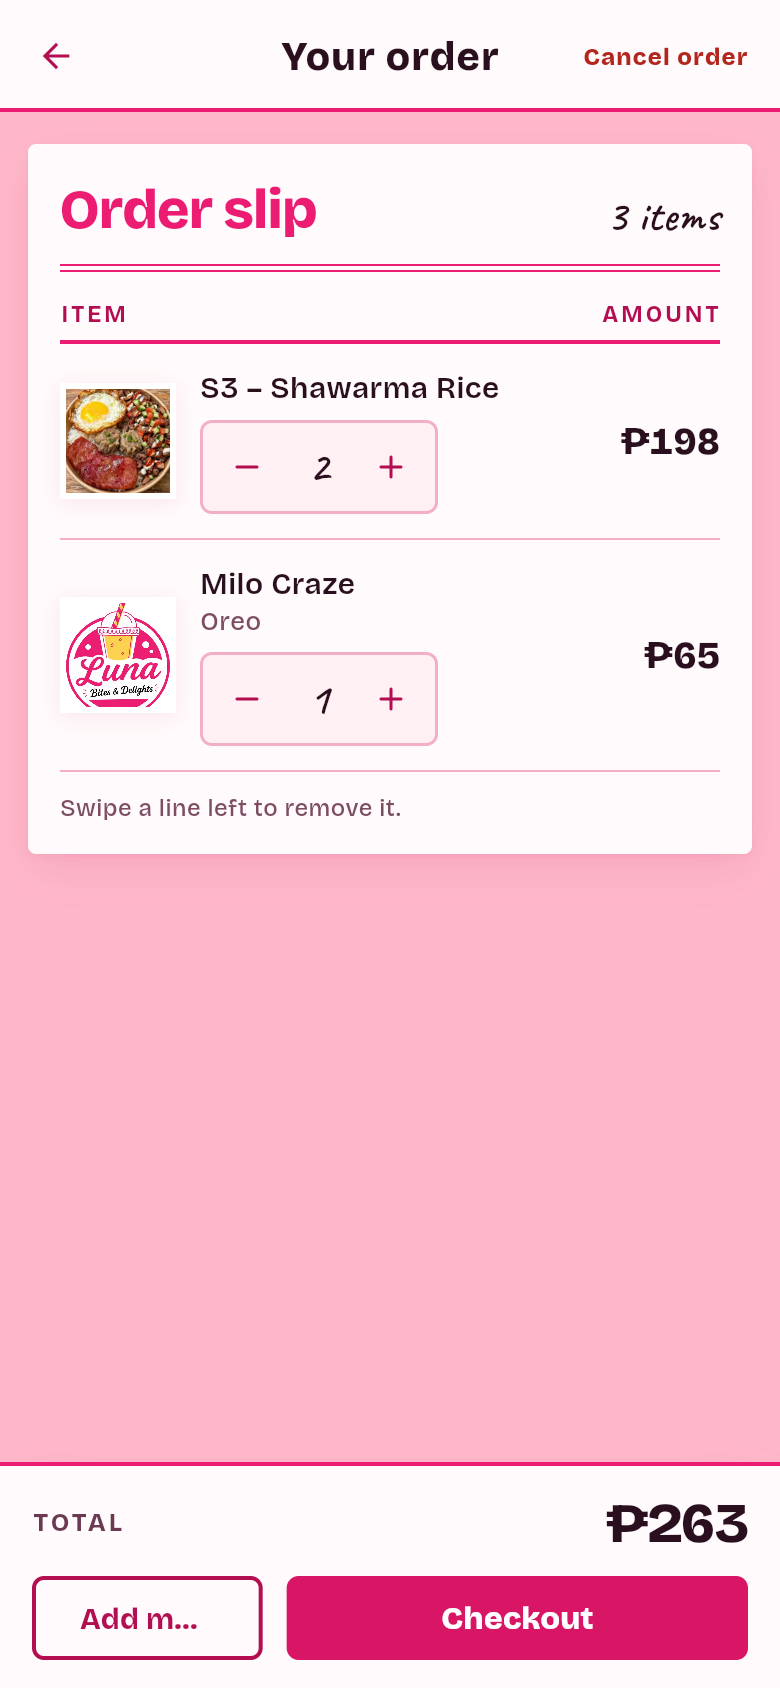 Your order
Cancel order
Order slip
3 items
ITEM
AMOUNT
S3 – Shawarma Rice
2
₱198
Milo Craze
Oreo
Luna
Bites & Delights
1
₱65
Swipe a line left to remove it.
TOTAL
₱263
Add m...
Checkout